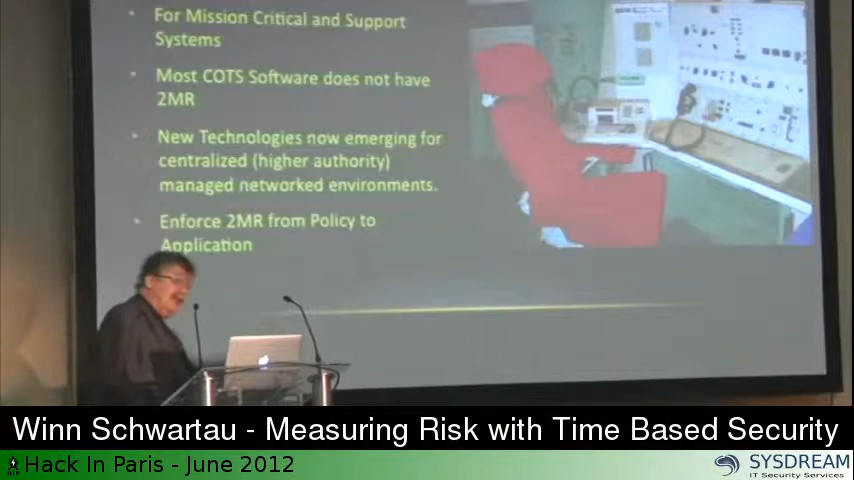 For Mission Critical and Support
Systems
Most COTS Software does not have
2MR
New Technologies now emerging for
centralized (higher authority)
managed networked environments.
Enforce 2MR from Policy to
Application
Winn Schwartau - Measuring Risk with Time Based Security
Hack In Paris - June 2012
SYSDREAM
IT Security Services